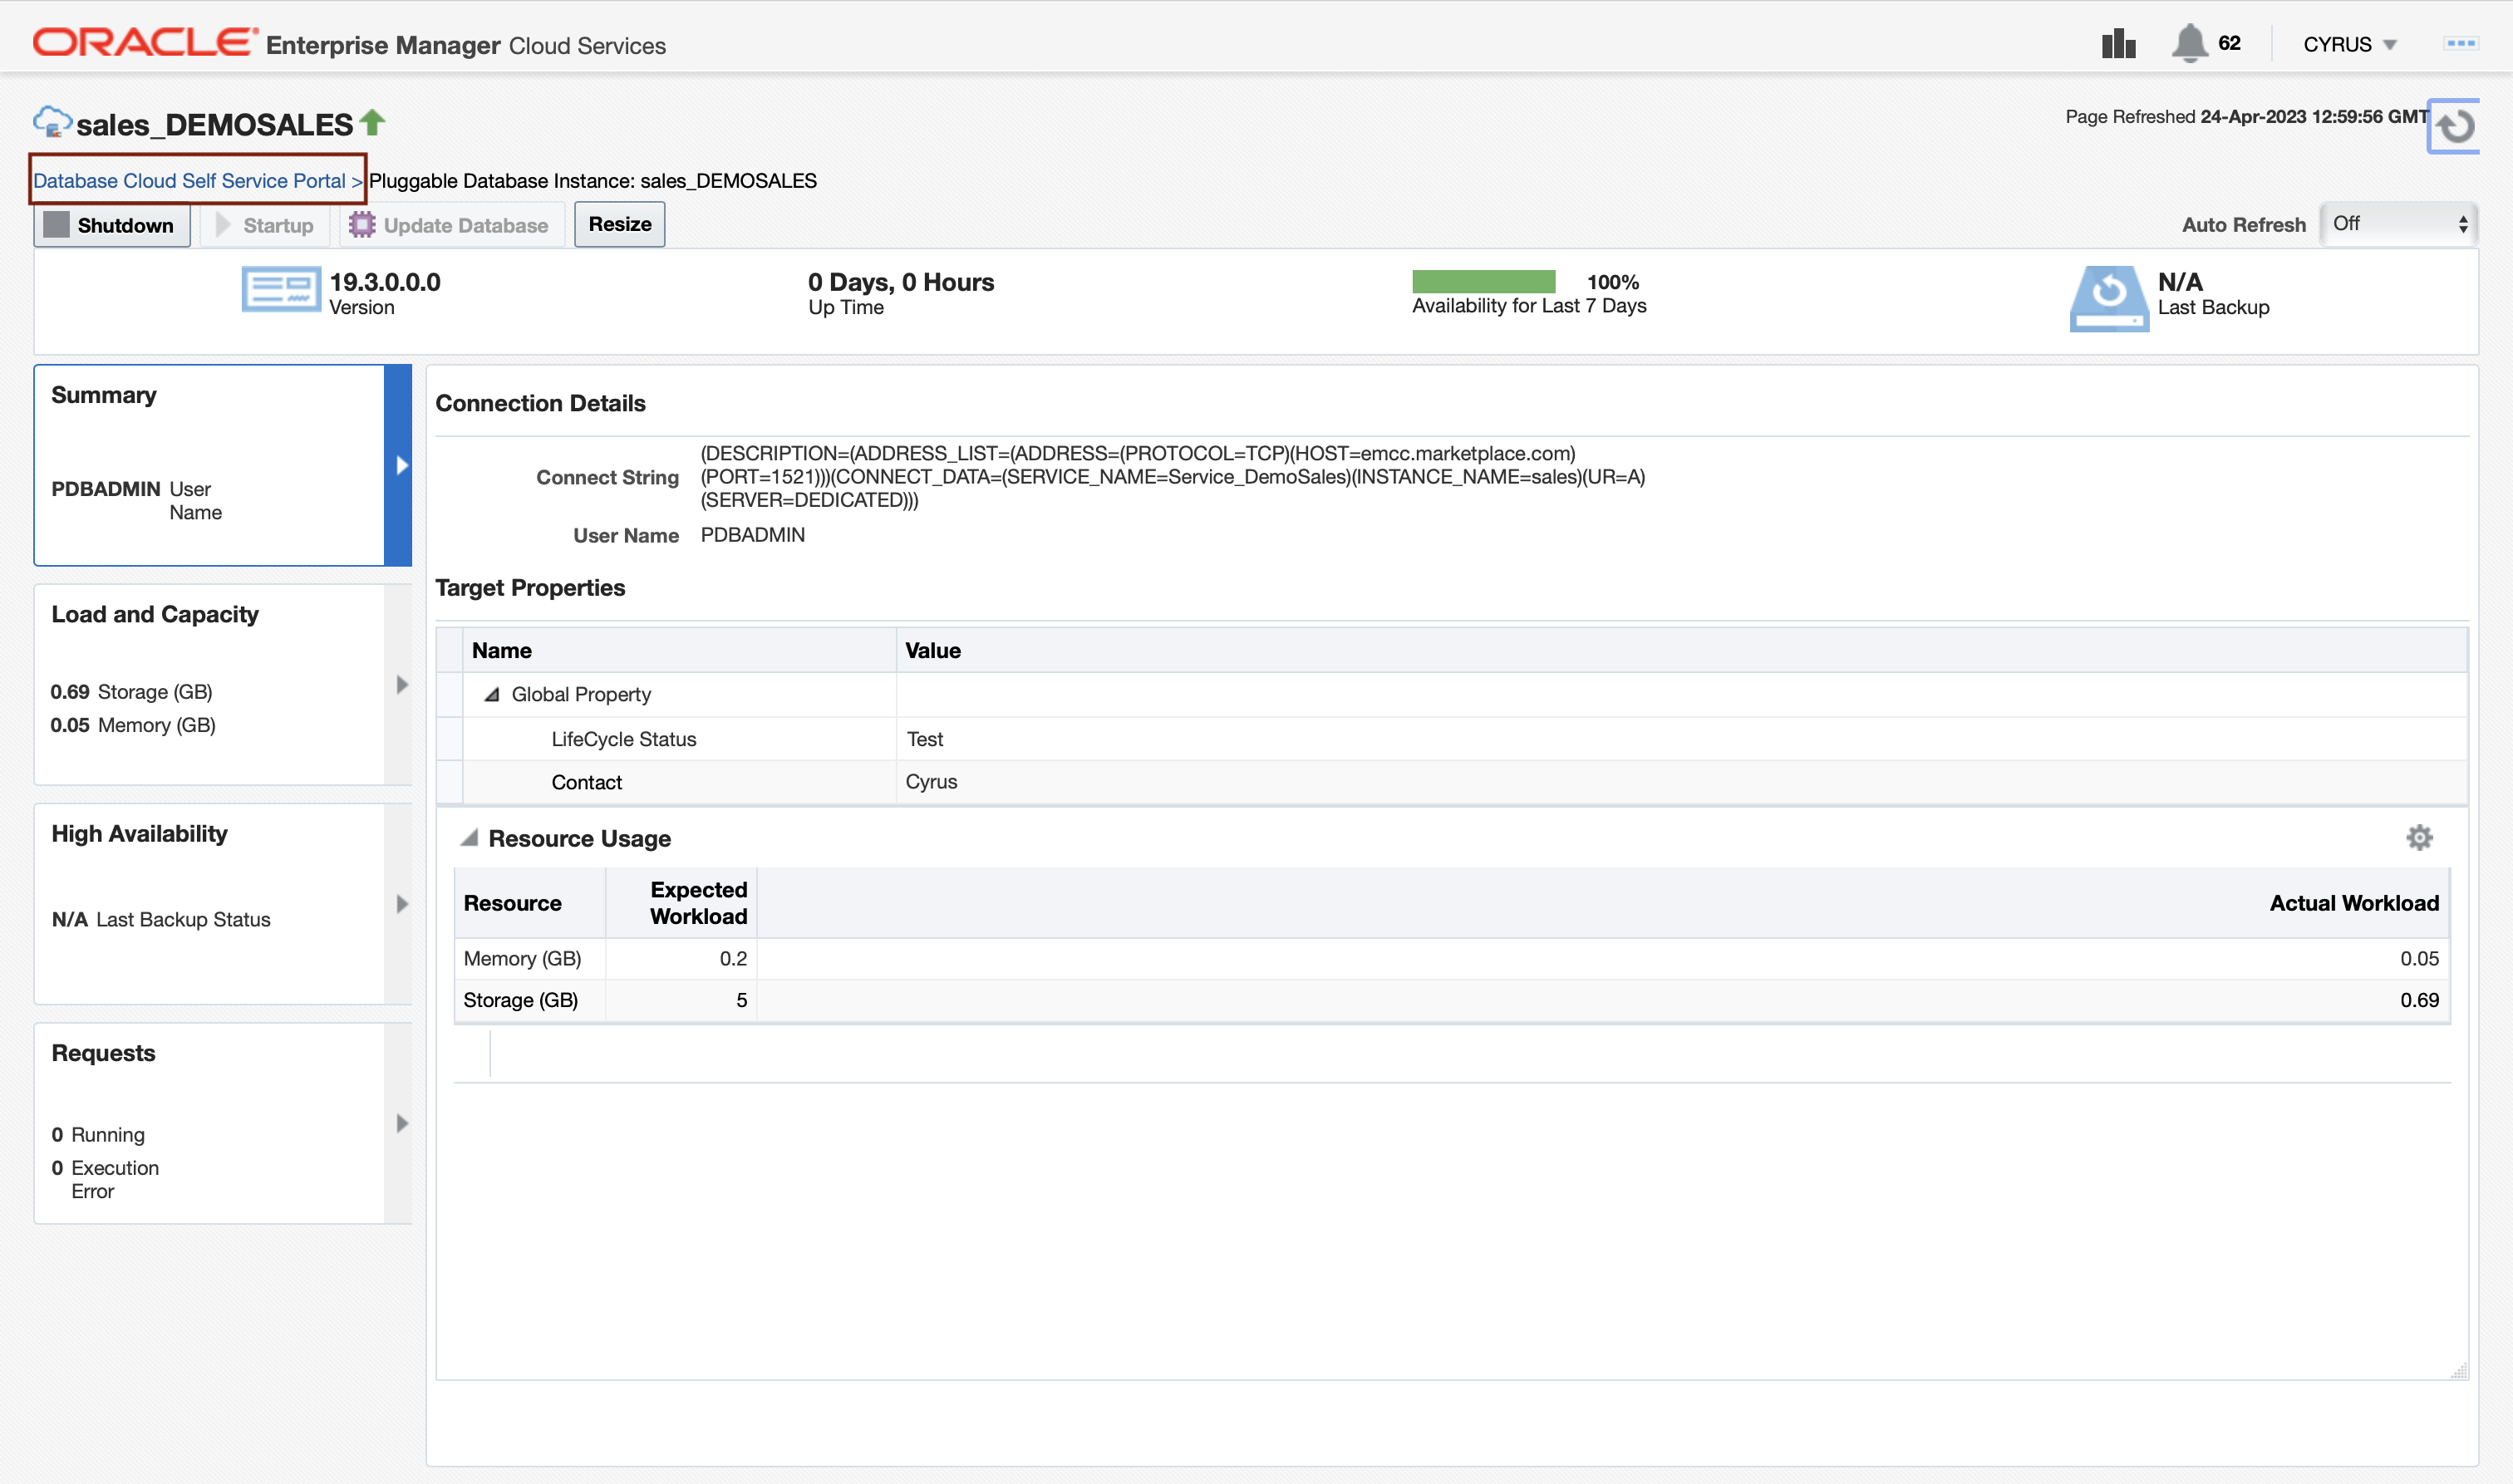 ORACLE Enterprise Manager Cloud Services
62
CYRUS
sales_DEMOSALES
Page Refreshed 24-Apr-2023 12:59:56 GMT
Database Cloud Self Service Portal > Pluggable Database Instance: sales_DEMOSALES
Shutdown Startup Update Database Resize
Auto Refresh Off
19.3.0.0.0
Version
0 Days, 0 Hours
Up Time
100%
Availability for Last 7 Days
N/A
Last Backup
Summary
PDBADMIN User
Name
Load and Capacity
0.69 Storage (GB)
0.05 Memory (GB)
High Availability
N/A Last Backup Status
Requests
0 Running
0 Execution
Error
Connection Details
Connect String
(DESCRIPTION=(ADDRESS_LIST=(ADDRESS=(PROTOCOL=TCP)(HOST=emcc.marketplace.com)
(PORT=1521)))(CONNECT_DATA=(SERVICE_NAME=Service_DemoSales)(INSTANCE_NAME=sales)(UR=A)
(SERVER=DEDICATED)))
User Name PDBADMIN
Target Properties
Name Value
Global Property
LifeCycle Status Test
Contact Cyrus
Resource Usage
Resource Expected Workload Actual Workload
Memory (GB) 0.2 0.05
Storage (GB) 5 0.69